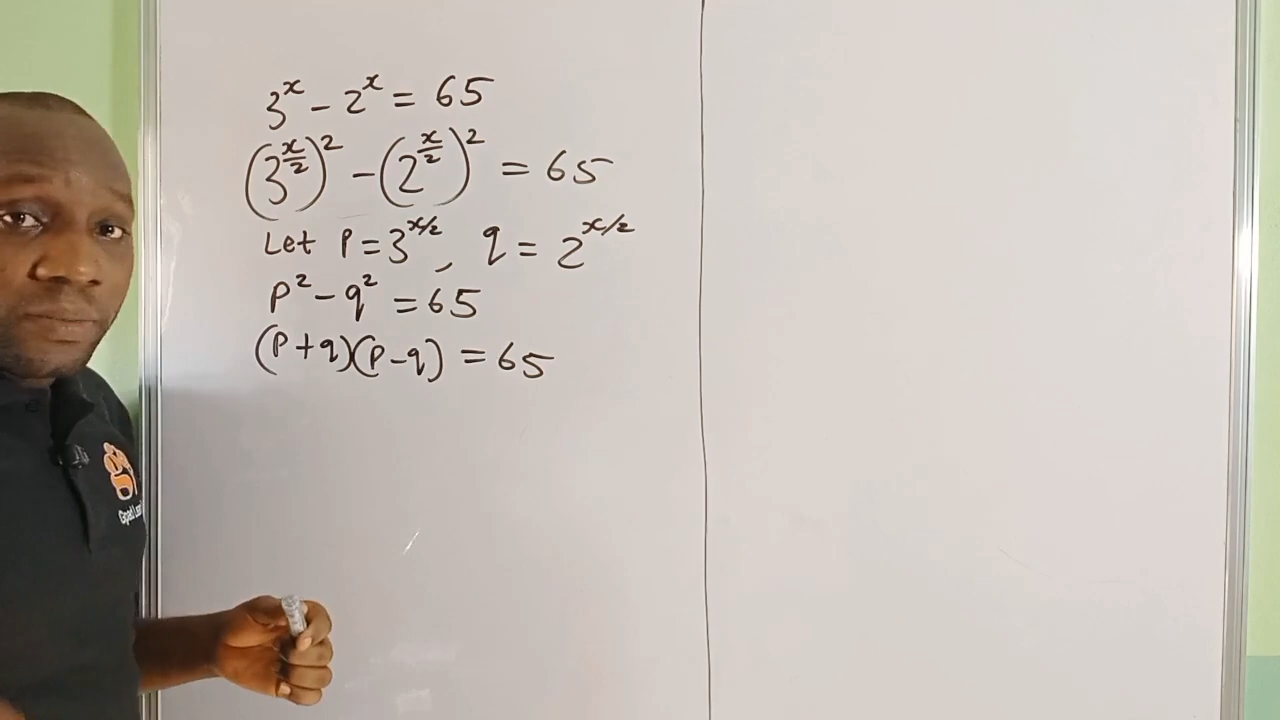 3^x - 2^x = 65
(3^(x/2))^2 - (2^(x/2))^2 = 65
Let P = 3^(x/2), q = 2^(x/2)
P^2 - q^2 = 65
(P+q)(P-q) = 65